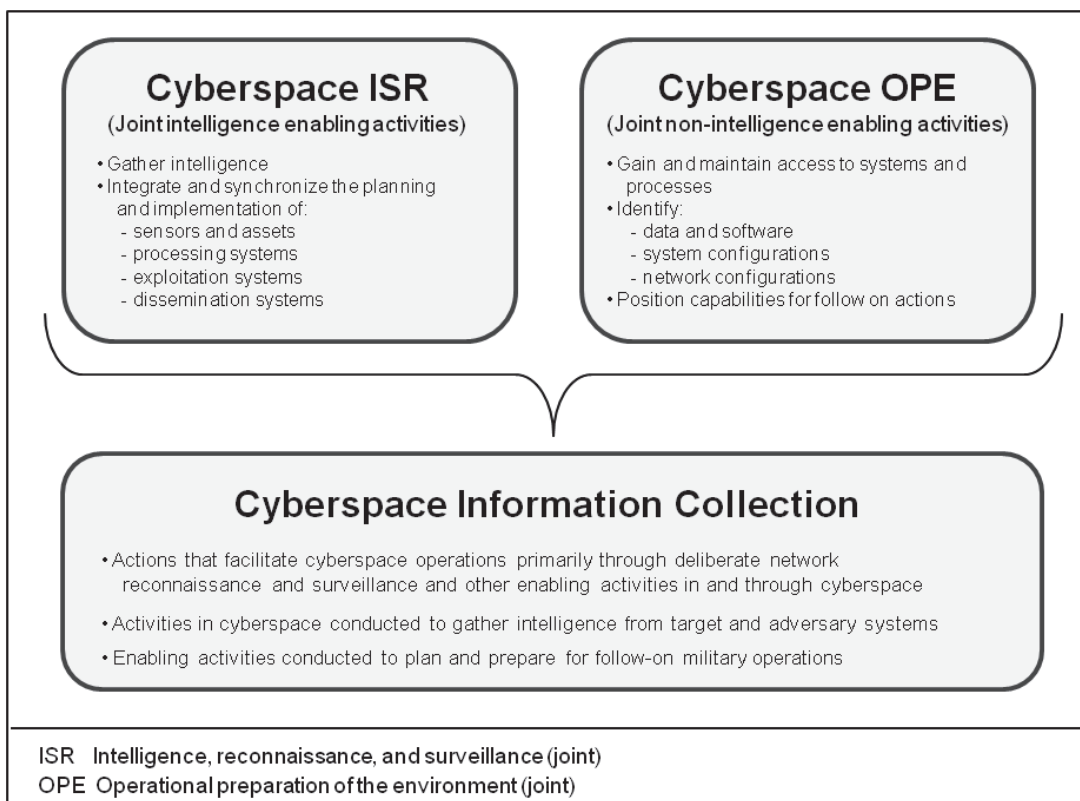 Cyberspace ISR
(Joint intelligence enabling activities)
• Gather intelligence
• Integrate and synchronize the planning
and implementation of:
- sensors and assets
- processing systems
- exploitation systems
- dissemination systems
Cyberspace OPE
(Joint non-intelligence enabling activities)
• Gain and maintain access to systems and
processes
• Identify:
- data and software
- system configurations
- network configurations
• Position capabilities for follow on actions
Cyberspace Information Collection
• Actions that facilitate cyberspace operations primarily through deliberate network
reconnaissance and surveillance and other enabling activities in and through cyberspace
• Activities in cyberspace conducted to gather intelligence from target and adversary systems
• Enabling activities conducted to plan and prepare for follow-on military operations
ISR Intelligence, reconnaissance, and surveillance (joint)
OPE Operational preparation of the environment (joint)